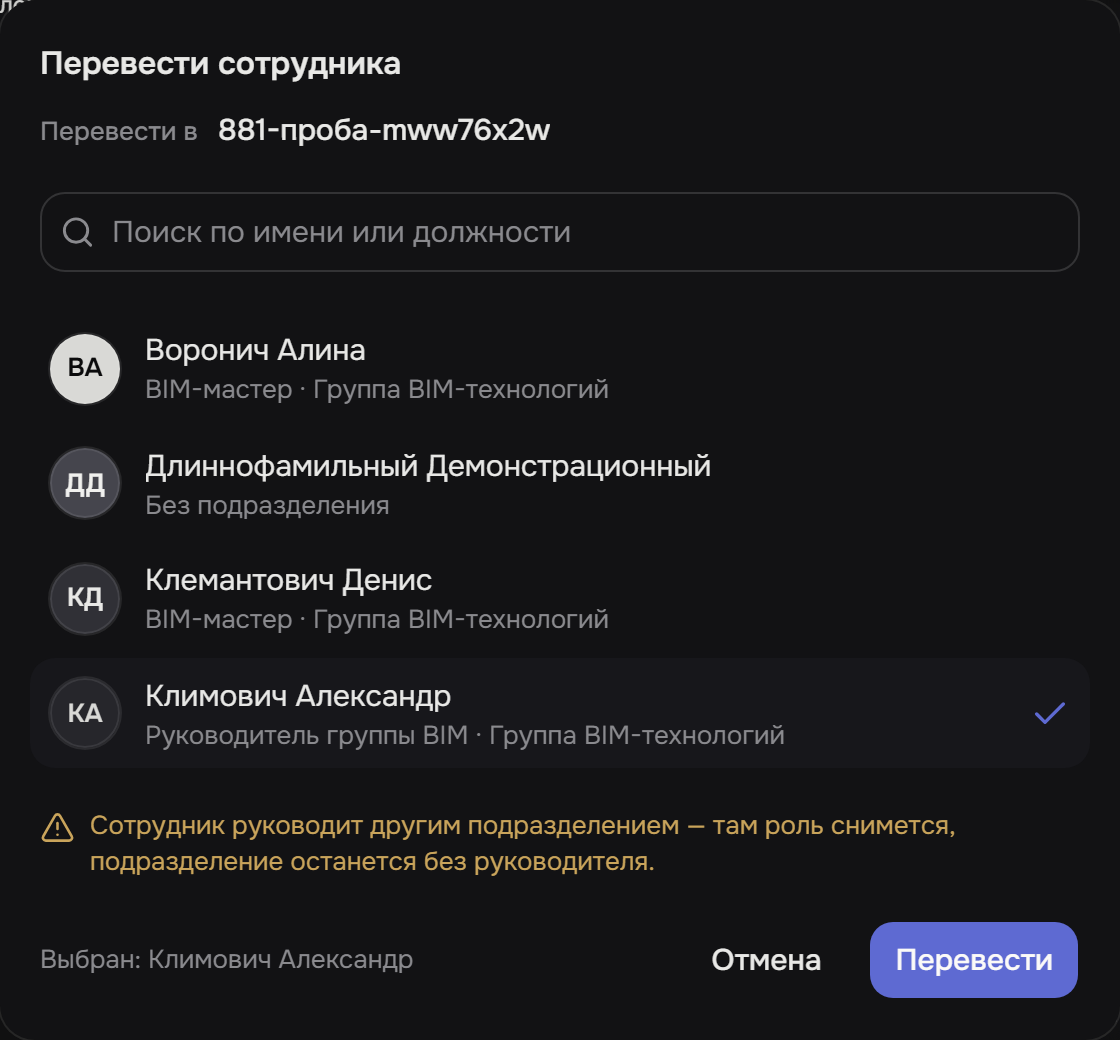 Перевести сотрудника
Перевести в 881-проба-mww76x2w
Поиск по имени или должности
ВА
Воронич Алина
BIM-мастер · Группа BIM-технологий
ДД
Длиннофамильный Демонстрационный
Без подразделения
КД
Клемантович Денис
BIM-мастер · Группа BIM-технологий
КА
Климович Александр
Руководитель группы BIM · Группа BIM-технологий
Сотрудник руководит другим подразделением — там роль снимется,
подразделение останется без руководителя.
Выбран: Климович Александр
Отмена
Перевести